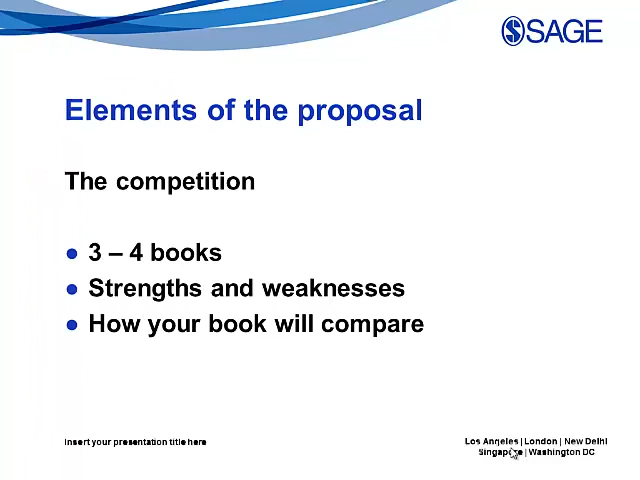 SAGE
Elements of the proposal
The competition
● 3 – 4 books
● Strengths and weaknesses
● How your book will compare
Insert your presentation title here
Los Angeles | London | New Delhi
Singapore | Washington DC